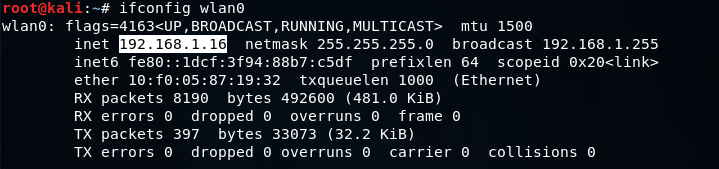 root@kali:~# ifconfig wlan0
wlan0: flags=4163<UP,BROADCAST,RUNNING,MULTICAST>  mtu 1500
        inet 192.168.1.16  netmask 255.255.255.0  broadcast 192.168.1.255
        inet6 fe80::1dcf:3f94:88b7:c5df  prefixlen 64  scopeid 0x20<link>
        ether 10:f0:05:87:19:32  txqueuelen 1000  (Ethernet)
        RX packets 8190  bytes 492600 (481.0 KiB)
        RX errors 0  dropped 0  overruns 0  frame 0
        TX packets 397  bytes 33073 (32.2 KiB)
        TX errors 0  dropped 0 overruns 0  carrier 0  collisions 0